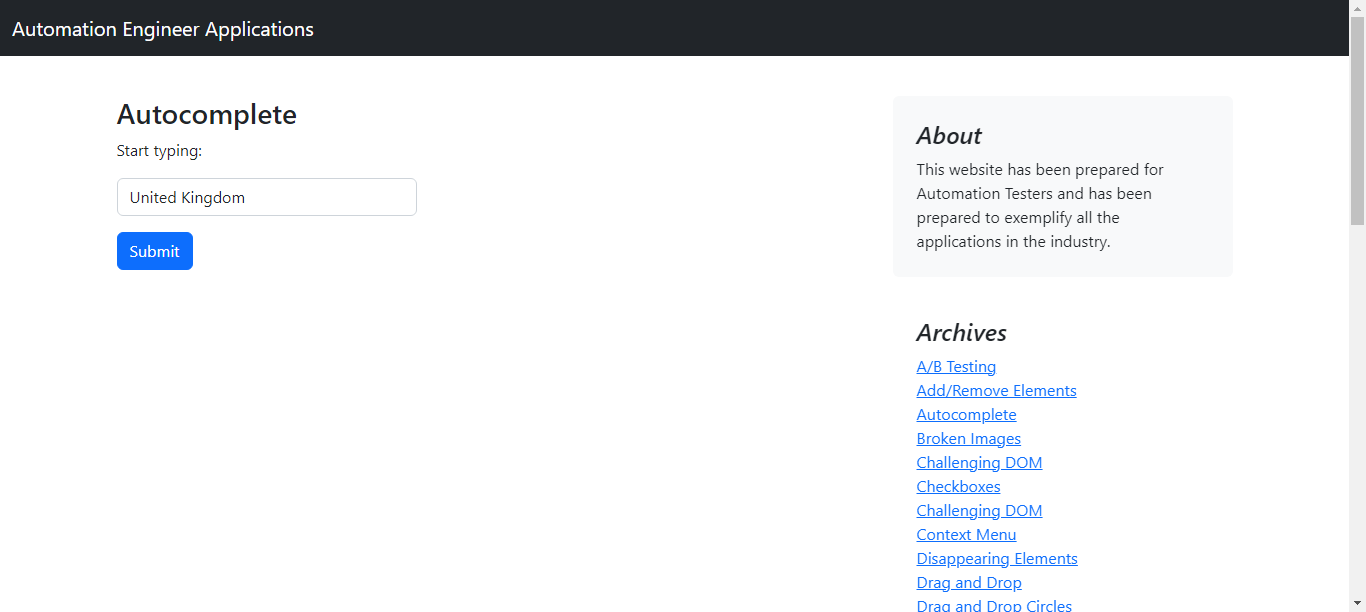 Automation Engineer Applications
Autocomplete
Start typing:
United Kingdom
Submit
About
This website has been prepared for
Automation Testers and has been
prepared to exemplify all the
applications in the industry.
Archives
A/B Testing
Add/Remove Elements
Autocomplete
Broken Images
Challenging DOM
Checkboxes
Challenging DOM
Context Menu
Disappearing Elements
Drag and Drop
Drag and Drop Circles